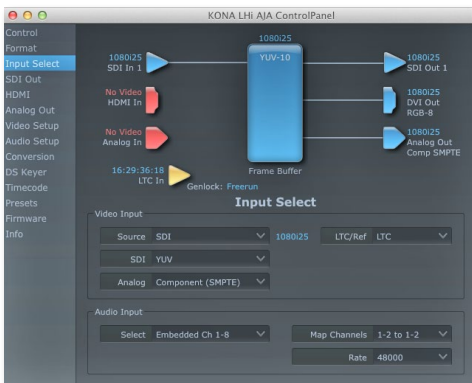 KONA LHi AJA ControlPanel
Control
Format
Input Select
SDI Out
HDMI
Analog Out
Video Setup
Audio Setup
Conversion
DS Keyer
Timecode
Presets
Firmware
Info
1080i25
YUV-10
Frame Buffer
1080i25
SDI In 1
No Video
HDMI In
No Video
Analog In
16:29:36:18
LTC In
Genlock: Freerun
1080i25
SDI Out 1
1080i25
DVI Out
RGB-8
1080i25
Analog Out
Comp SMPTE
Input Select
Video Input
Source SDI 1080i25 LTC/Ref LTC
SDI YUV
Analog Component (SMPTE)
Audio Input
Select Embedded Ch 1-8 Map Channels 1-2 to 1-2
Rate 48000